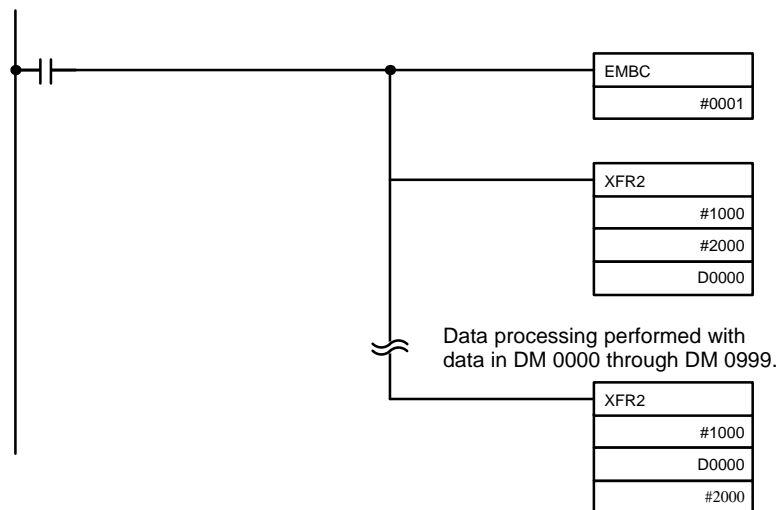 EMBC
#0001
XFR2
#1000
#2000
D0000
Data processing performed with
data in DM 0000 through DM 0999.
XFR2
#1000
D0000
#2000